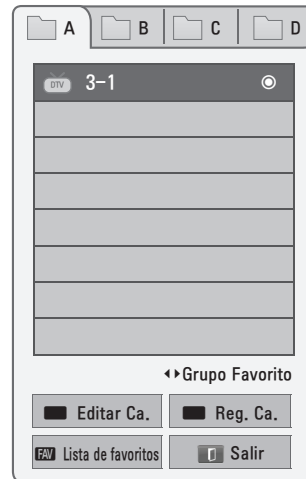 A B C D
DTV 3-1
Grupo Favorito
Editar Ca. Reg. Ca.
FAV Lista de favoritos Salir